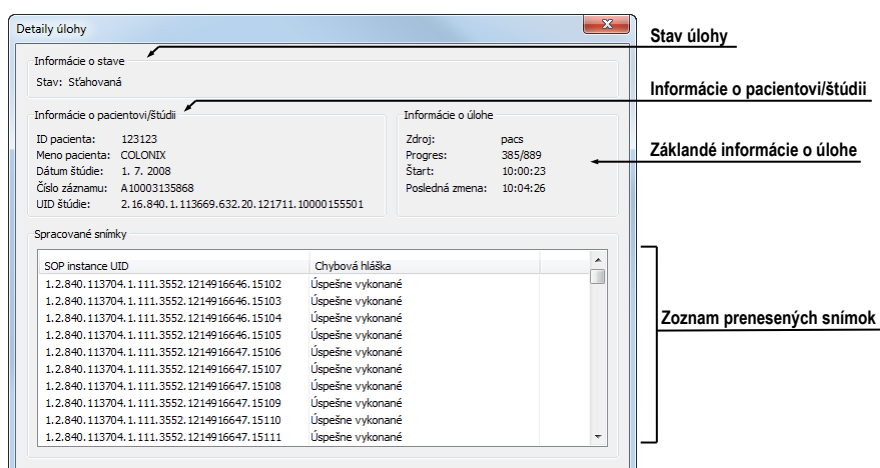 Detaily úlohy
Stav úlohy
Informácie o stave
Stav: Sťahovaná
Informácie o pacientovi/štúdii
Informácie o pacientovi/štúdii
ID pacienta: 123123
Meno pacienta: COLONIX
Dátum štúdie: 1. 7. 2008
Číslo záznamu: A10003135868
UID štúdie: 2.16.840.1.113669.632.20.121711.10000155501
Informácie o úlohe
Zdroj: pacs
Progres: 385/889
Štart: 10:00:23
Posledná zmena: 10:04:26
Základné informácie o úlohe
Spracované snímky
SOP instance UID Chybová hláška
1.2.840.113704.1.111.3552.1214916646.15102 Úspešne vykonané
1.2.840.113704.1.111.3552.1214916646.15103 Úspešne vykonané
1.2.840.113704.1.111.3552.1214916646.15104 Úspešne vykonané
1.2.840.113704.1.111.3552.1214916646.15105 Úspešne vykonané
1.2.840.113704.1.111.3552.1214916647.15106 Úspešne vykonané
1.2.840.113704.1.111.3552.1214916647.15107 Úspešne vykonané
1.2.840.113704.1.111.3552.1214916647.15108 Úspešne vykonané
1.2.840.113704.1.111.3552.1214916647.15109 Úspešne vykonané
1.2.840.113704.1.111.3552.1214916647.15110 Úspešne vykonané
1.2.840.113704.1.111.3552.1214916647.15111 Úspešne vykonané
Zoznam prenesených snímok